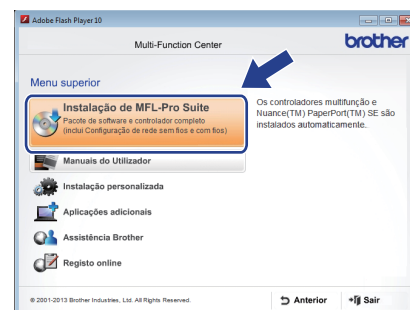 Adobe Flash Player 10
Multi-Function Center
brother
Menu superior
Instalação de MFL-Pro Suite
Pacote de software e controlador completo
(inclui Configuração de rede sem fios e com fios)
Os controladores multifunção e
Nuance(TM) PaperPort(TM) SE são
instalados automaticamente.
Manuais do Utilizador
Instalação personalizada
Aplicações adicionais
Assistência Brother
Registo online
© 2001-2013 Brother Industries, Ltd. All Rights Reserved.
Anterior
Sair